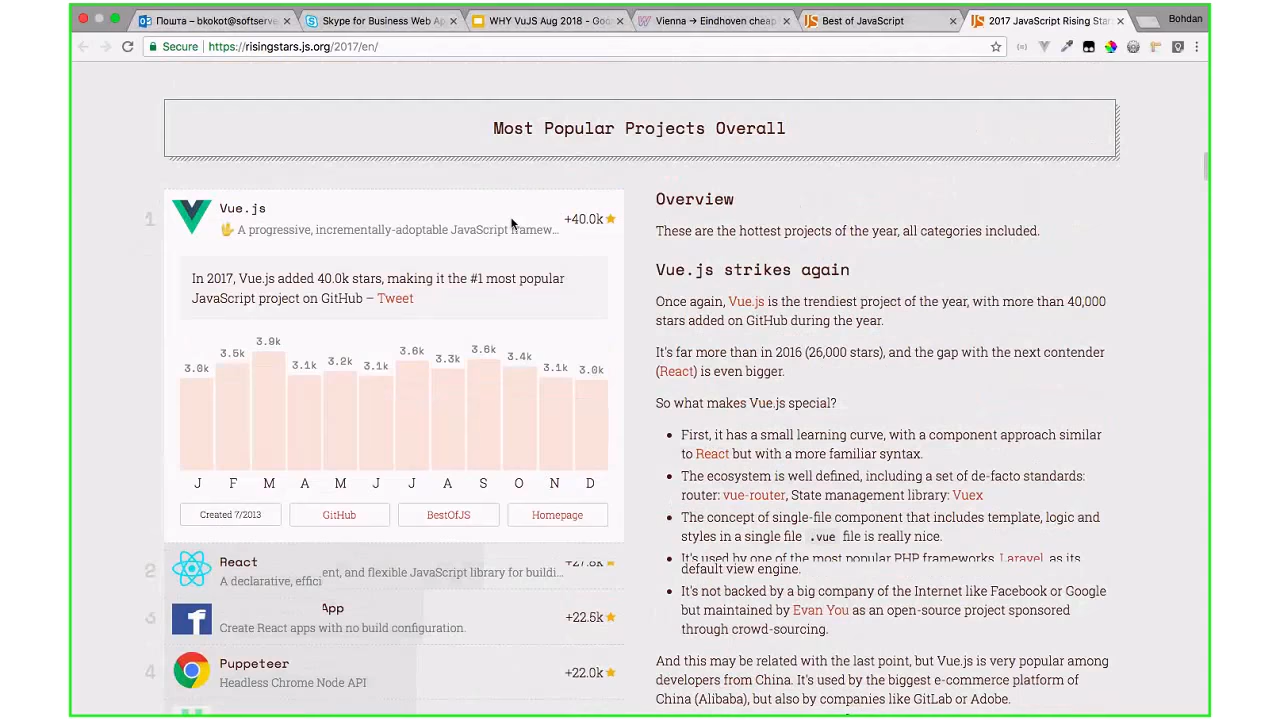 Пошта – bkokot@softserve
Skype for Business Web Ap
WHY VuJS Aug 2018 - Goo
Vienna → Eindhoven cheap
Best of JavaScript
2017 JavaScript Rising Star
Bohdan
Secure
https://risingstars.js.org/2017/en/
Most Popular Projects Overall
1
Vue.js
🖖 A progressive, incrementally-adoptable JavaScript framew…
+40.0k
In 2017, Vue.js added 40.0k stars, making it the #1 most popular
JavaScript project on GitHub – Tweet
3.0k 3.5k 3.9k 3.1k 3.2k 3.1k 3.6k 3.3k 3.6k 3.4k 3.1k 3.0k
J F M A M J J A S O N D
Created 7/2013
GitHub
BestOfJS
Homepage
2
React
A declarative, effici ent, and flexible JavaScript library for buildi…
+27.8k
3
App
Create React apps with no build configuration.
+22.5k
4
Puppeteer
Headless Chrome Node API
+22.0k
Overview
These are the hottest projects of the year, all categories included.
Vue.js strikes again
Once again, Vue.js is the trendiest project of the year, with more than 40,000
stars added on GitHub during the year.
It's far more than in 2016 (26,000 stars), and the gap with the next contender
(React) is even bigger.
So what makes Vue.js special?
• First, it has a small learning curve, with a component approach similar
to React but with a more familiar syntax.
• The ecosystem is well defined, including a set of de-facto standards:
router: vue-router, State management library: Vuex
• The concept of single-file component that includes template, logic and
styles in a single file .vue file is really nice.
• It's used by one of the most popular PHP frameworks, Laravel, as its
default view engine.
• It's not backed by a big company of the Internet like Facebook or Google
but maintained by Evan You as an open-source project sponsored
through crowd-sourcing.
And this may be related with the last point, but Vue.js is very popular among
developers from China. It's used by the biggest e-commerce platform of
China (Alibaba), but also by companies like GitLab or Adobe.